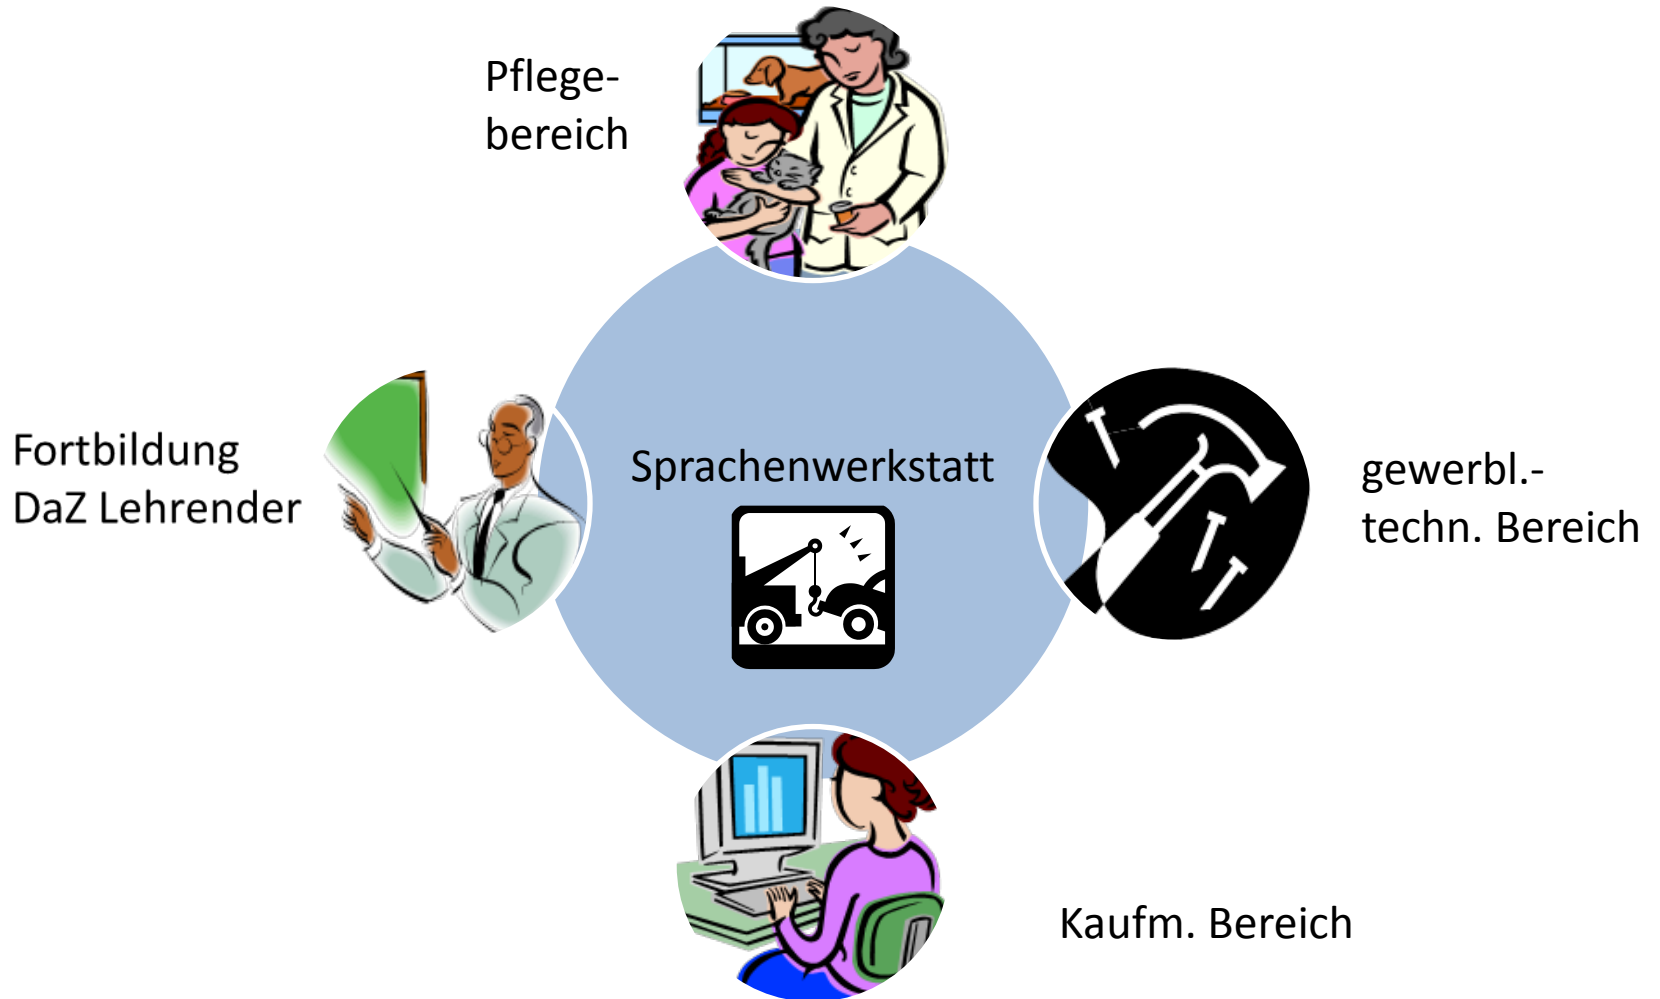 Pflege-
bereich
Fortbildung
DaZ Lehrender
Sprachenwerkstatt
gewerbl.-
techn. Bereich
Kaufm. Bereich